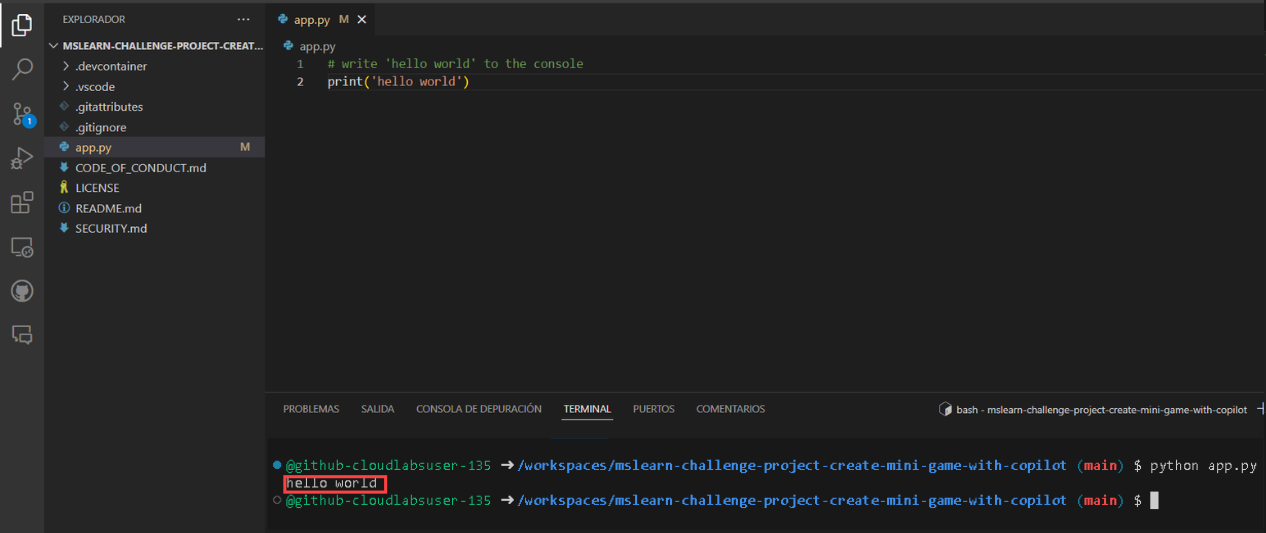 EXPLORADOR
MSLEARN-CHALLENGE-PROJECT-CREAT...
.devcontainer
.vscode
.gitattributes
.gitignore
app.py M
CODE_OF_CONDUCT.md
LICENSE
README.md
SECURITY.md
1
app.py M
app.py
1 # write 'hello world' to the console
2 print('hello world')
PROBLEMAS SALIDA CONSOLA DE DEPURACIÓN TERMINAL PUERTOS COMENTARIOS bash - mslearn-challenge-project-create-mini-game-with-copilot
@github-cloudlabsuser-135 ➜ /workspaces/mslearn-challenge-project-create-mini-game-with-copilot (main) $ python app.py
hello world
@github-cloudlabsuser-135 ➜ /workspaces/mslearn-challenge-project-create-mini-game-with-copilot (main) $